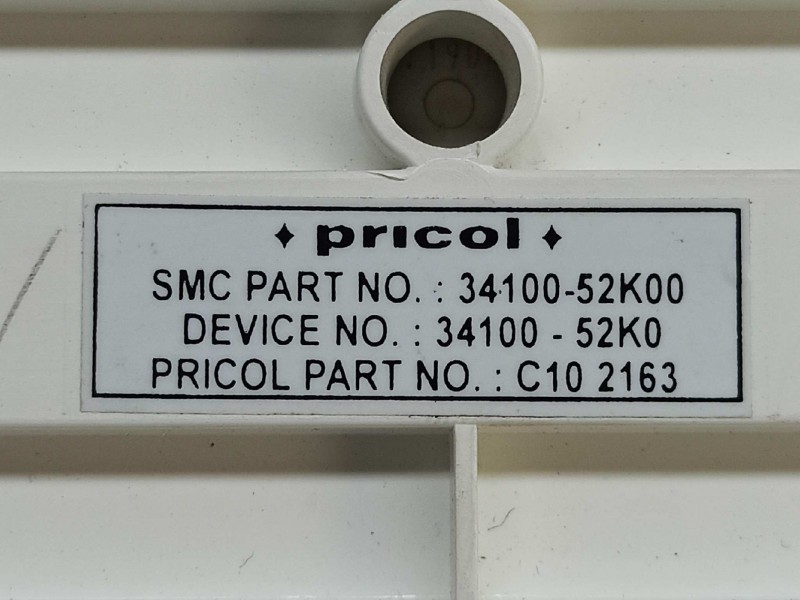 ♦ pricol ♦
SMC PART NO. : 34100-52K00
DEVICE NO. : 34100 - 52K0
PRICOL PART NO. : C10 2163